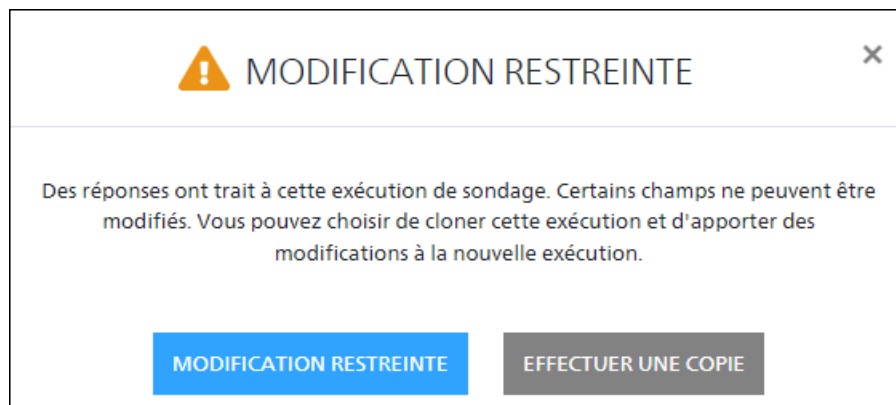 MODIFICATION RESTREINTE
Des réponses ont trait à cette exécution de sondage. Certains champs ne peuvent être
modifiés. Vous pouvez choisir de cloner cette exécution et d'apporter des
modifications à la nouvelle exécution.
MODIFICATION RESTREINTE
EFFECTUER UNE COPIE